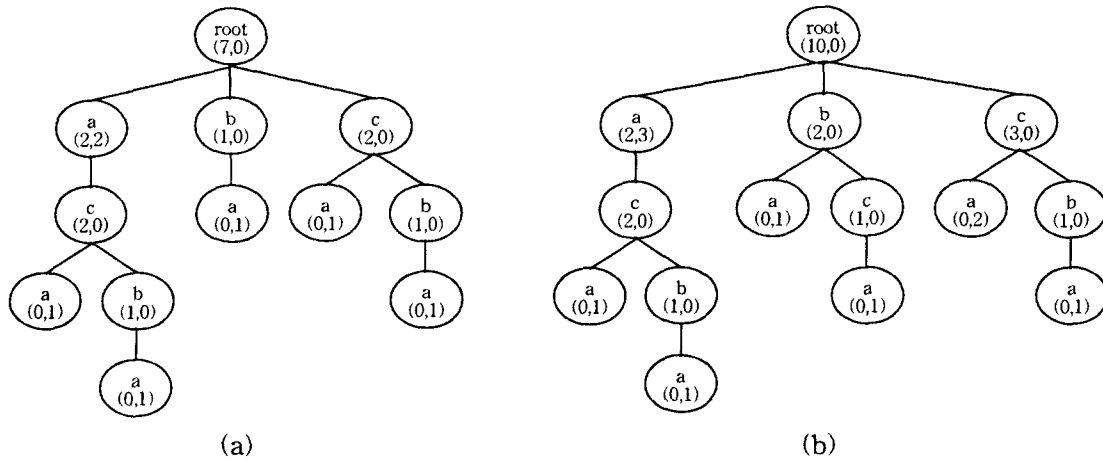 root
(7,0)
a
(2,2)
b
(1,0)
c
(2,0)
c
(2,0)
a
(0,1)
a
(0,1)
b
(1,0)
a
(0,1)
b
(1,0)
a
(0,1)
a
(0,1)
(a)
root
(10,0)
a
(2,3)
b
(2,0)
c
(3,0)
c
(2,0)
a
(0,1)
c
(1,0)
a
(0,2)
b
(1,0)
a
(0,1)
b
(1,0)
a
(0,1)
a
(0,1)
a
(0,1)
(b)